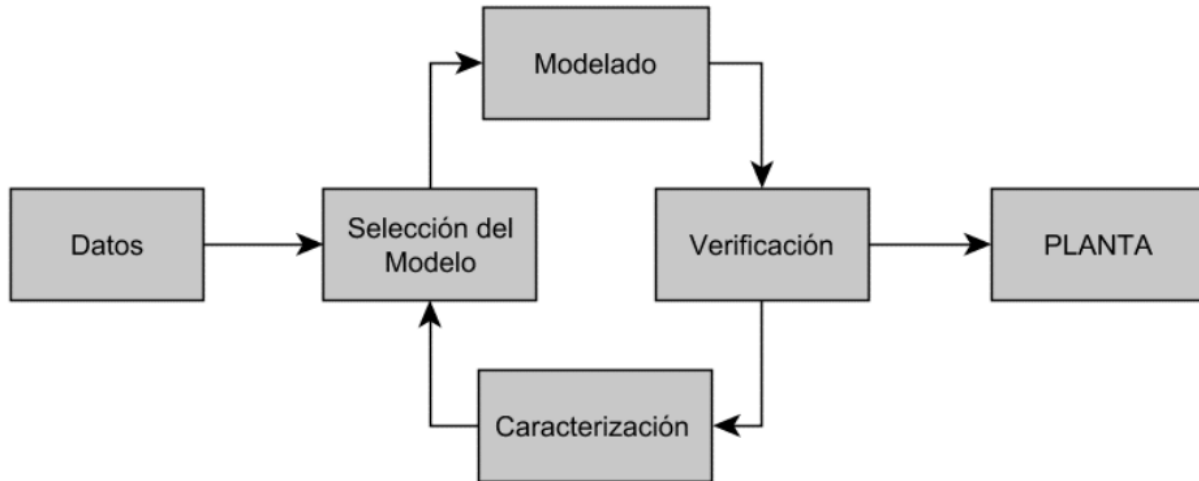 Modelado
Datos
Selección del
Modelo
Verificación
PLANTA
Caracterización